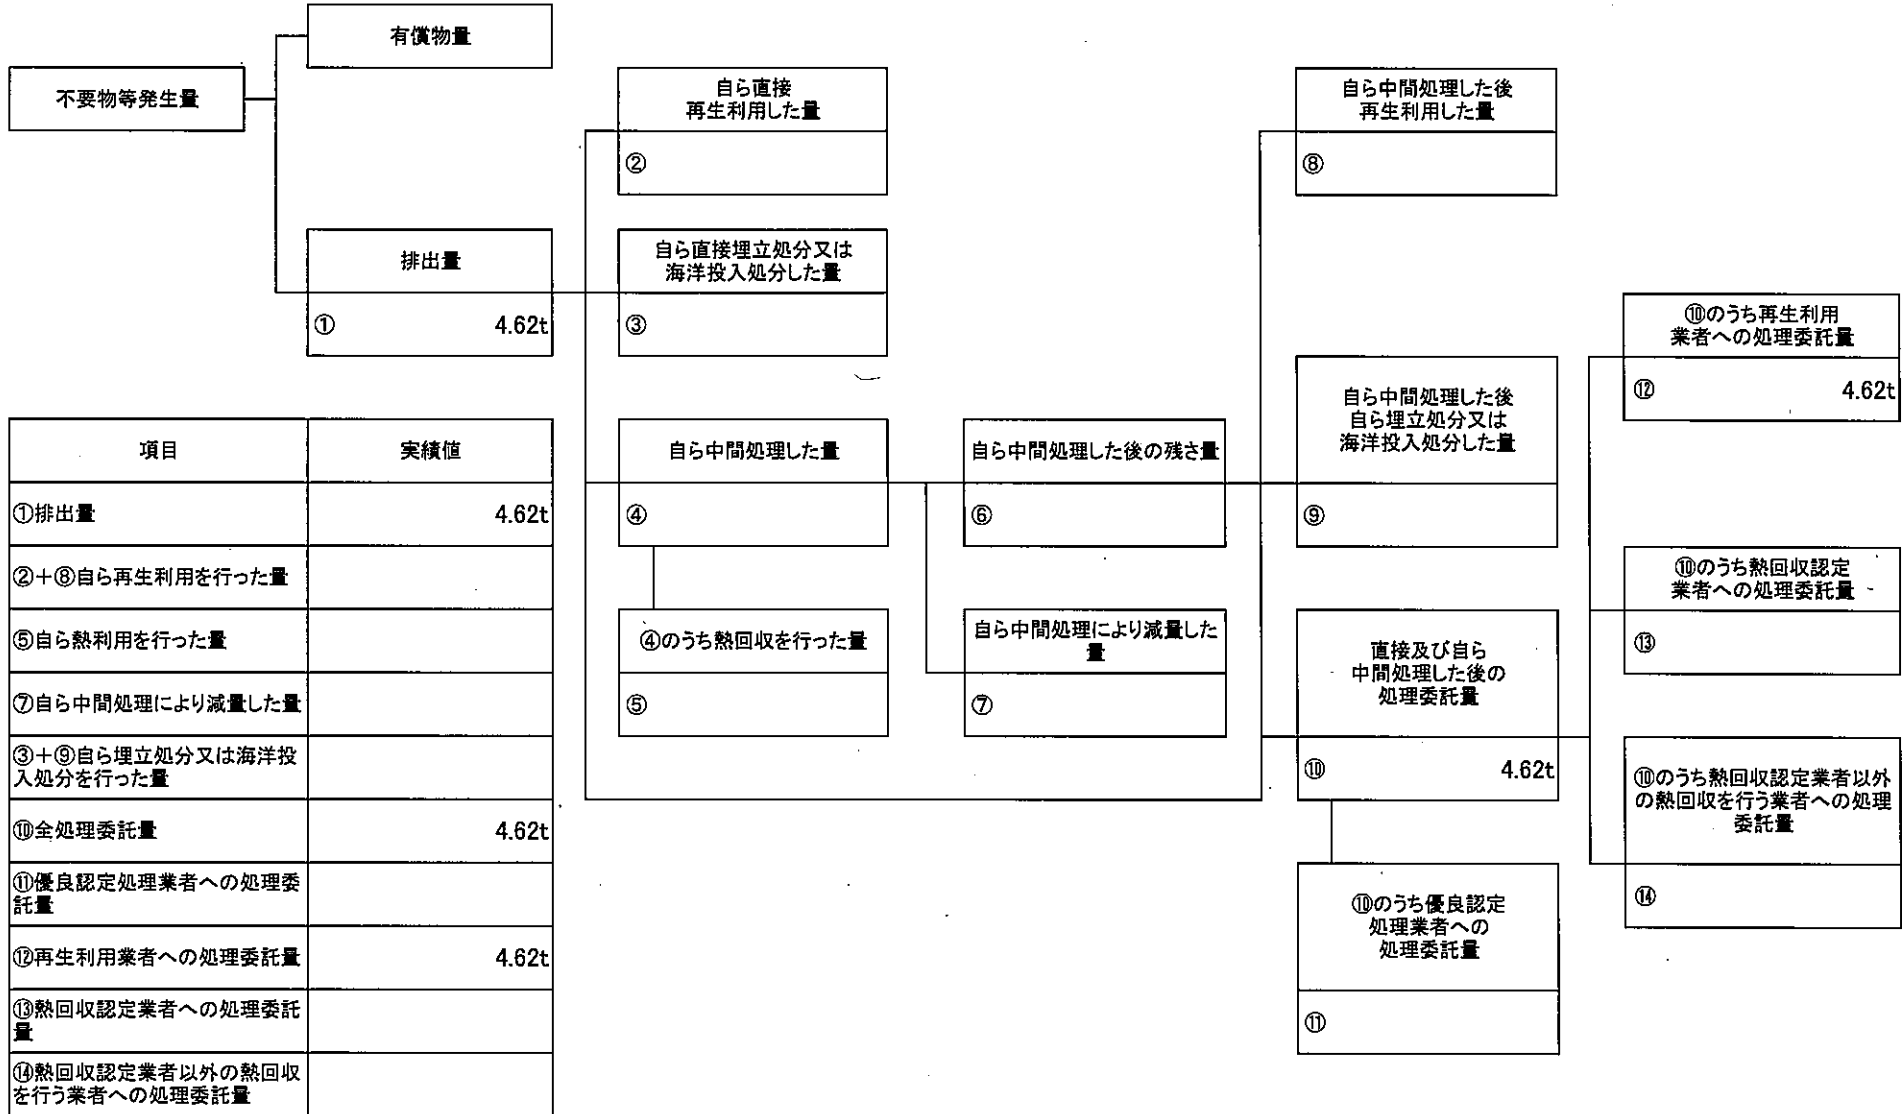 有償物量
不要物等発生量
自ら直接
再生利用した量
②
自ら中間処理した後
再生利用した量
⑧
排出量
① 4.62t
自ら直接埋立処分又は
海洋投入処分した量
③
⑩のうち再生利用
業者への処理委託量
⑫ 4.62t
自ら中間処理した後
自ら埋立処分又は
海洋投入処分した量
⑨
自ら中間処理した量
④
自ら中間処理した後の残さ量
⑥
⑩のうち熱回収認定
業者への処理委託量
⑬
④のうち熱回収を行った量
⑤
自ら中間処理により減量した
量
⑦
直接及び自ら
中間処理した後の
処理委託量
⑩ 4.62t
⑩のうち熱回収認定業者以外
の熱回収を行う業者への処理
委託量
⑭
⑩のうち優良認定
処理業者への
処理委託量
⑪
項目 実績値
①排出量 4.62t
②+⑧自ら再生利用を行った量
⑤自ら熱利用を行った量
⑦自ら中間処理により減量した量
③+⑨自ら埋立処分又は海洋投
入処分を行った量
⑩全処理委託量 4.62t
⑪優良認定処理業者への処理委
託量
⑫再生利用業者への処理委託量 4.62t
⑬熱回収認定業者への処理委託
量
⑭熱回収認定業者以外の熱回収
を行う業者への処理委託量